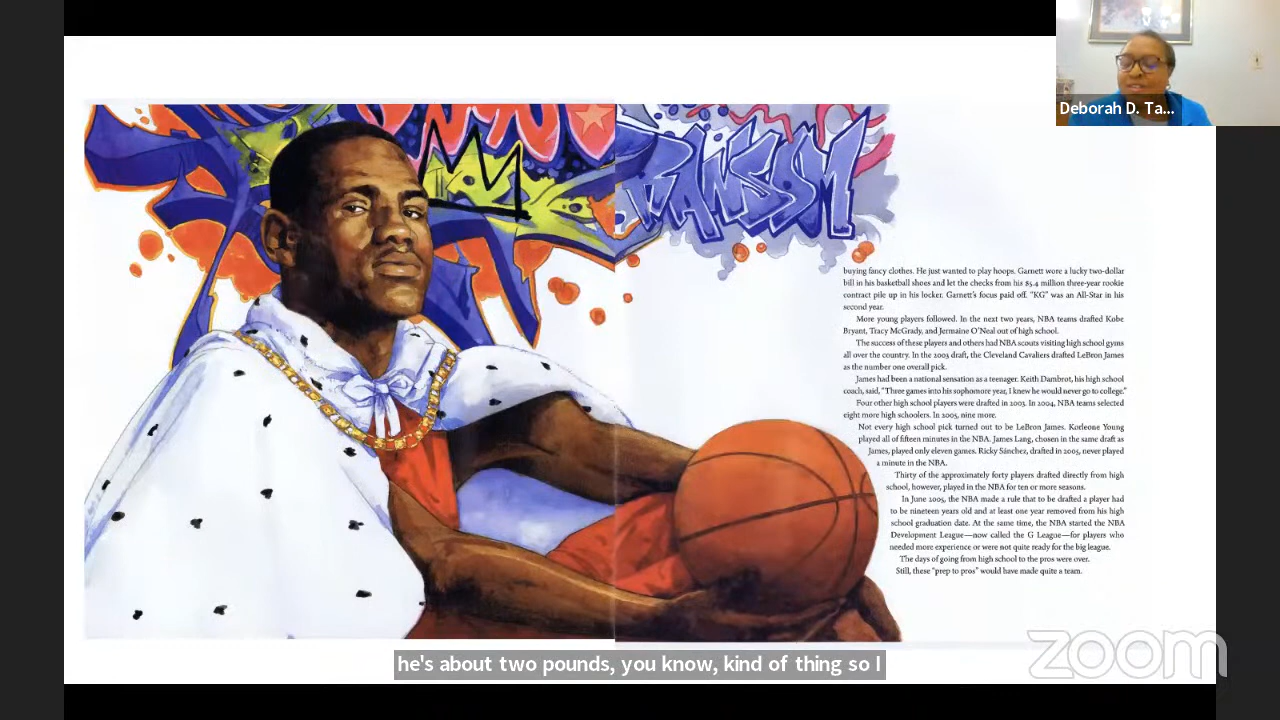 Deborah D. Ta...
RANSOM
buying fancy clothes. He just wanted to play hoops. Garnett wore a lucky two-dollar
bill in his basketball shoes and let the checks from his $5.4 million three-year rookie
contract pile up in his locker. Garnett's focus paid off. "KG" was an All-Star in his
second year.
More young players followed. In the next two years, NBA teams drafted Kobe
Bryant, Tracy McGrady, and Jermaine O'Neal out of high school.
The success of these players and others had NBA scouts visiting high school gyms
all over the country. In the 2003 draft, the Cleveland Cavaliers drafted LeBron James
as the number one overall pick.
James had been a national sensation as a teenager. Keith Dambrot, his high school
coach, said, "Three games into his sophomore year, I knew he would never go to college."
Four other high school players were drafted in 2003. In 2004, NBA teams selected
eight more high schoolers. In 2005, nine more.
Not every high school pick turned out to be LeBron James. Korleone Young
played all of fifteen minutes in the NBA. James Lang, chosen in the same draft as
James, played only eleven games. Ricky Sánchez, drafted in 2005, never played
a minute in the NBA.
Thirty of the approximately forty players drafted directly from high
school, however, played in the NBA for ten or more seasons.
In June 2005, the NBA made a rule that to be drafted a player had
to be nineteen years old and at least one year removed from his high
school graduation date. At the same time, the NBA started the NBA
Development League—now called the G League—for players who
needed more experience or were not quite ready for the big league.
The days of going from high school to the pros were over.
Still, these "prep to pros" would have made quite a team.
zoom
he's about two pounds, you know, kind of thing so I